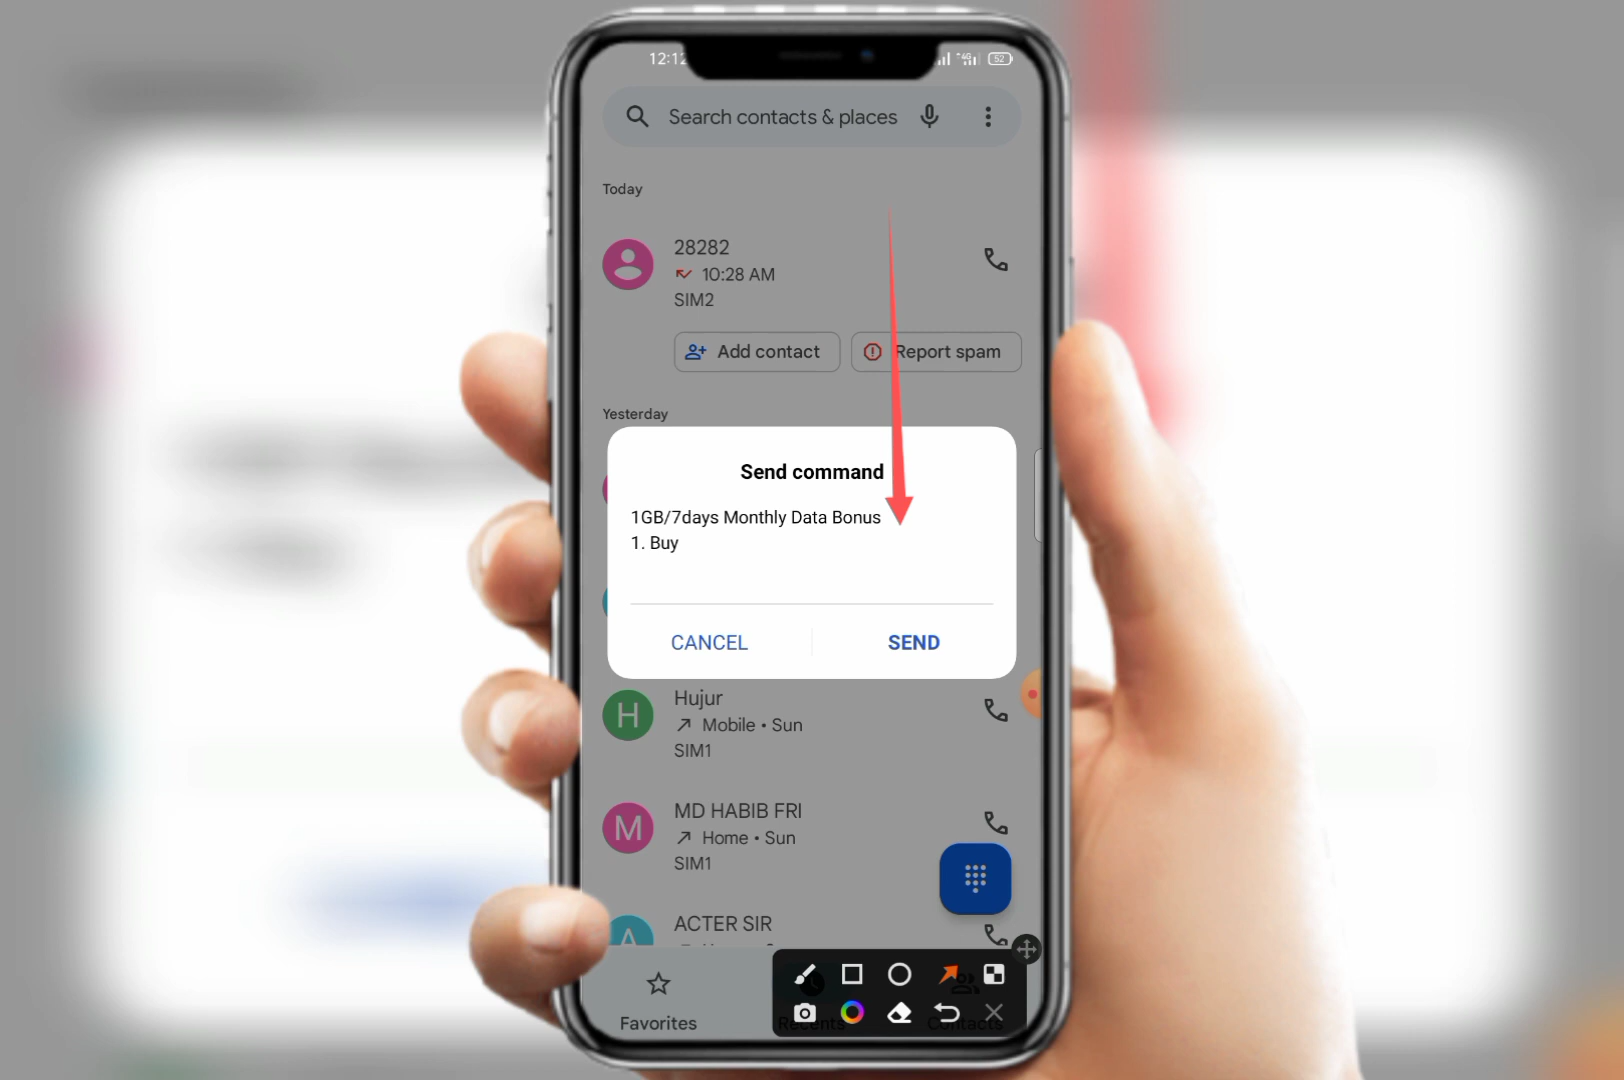 12:12
52
Search contacts & places
Today
28282
10:28 AM
SIM2
Add contact
Report spam
Yesterday
Send command
1GB/7days Monthly Data Bonus
1. Buy
CANCEL
SEND
H
Hujur
Mobile • Sun
SIM1
M
MD HABIB FRI
Home • Sun
SIM1
A
ACTER SIR
Favorites
Recents
Contacts